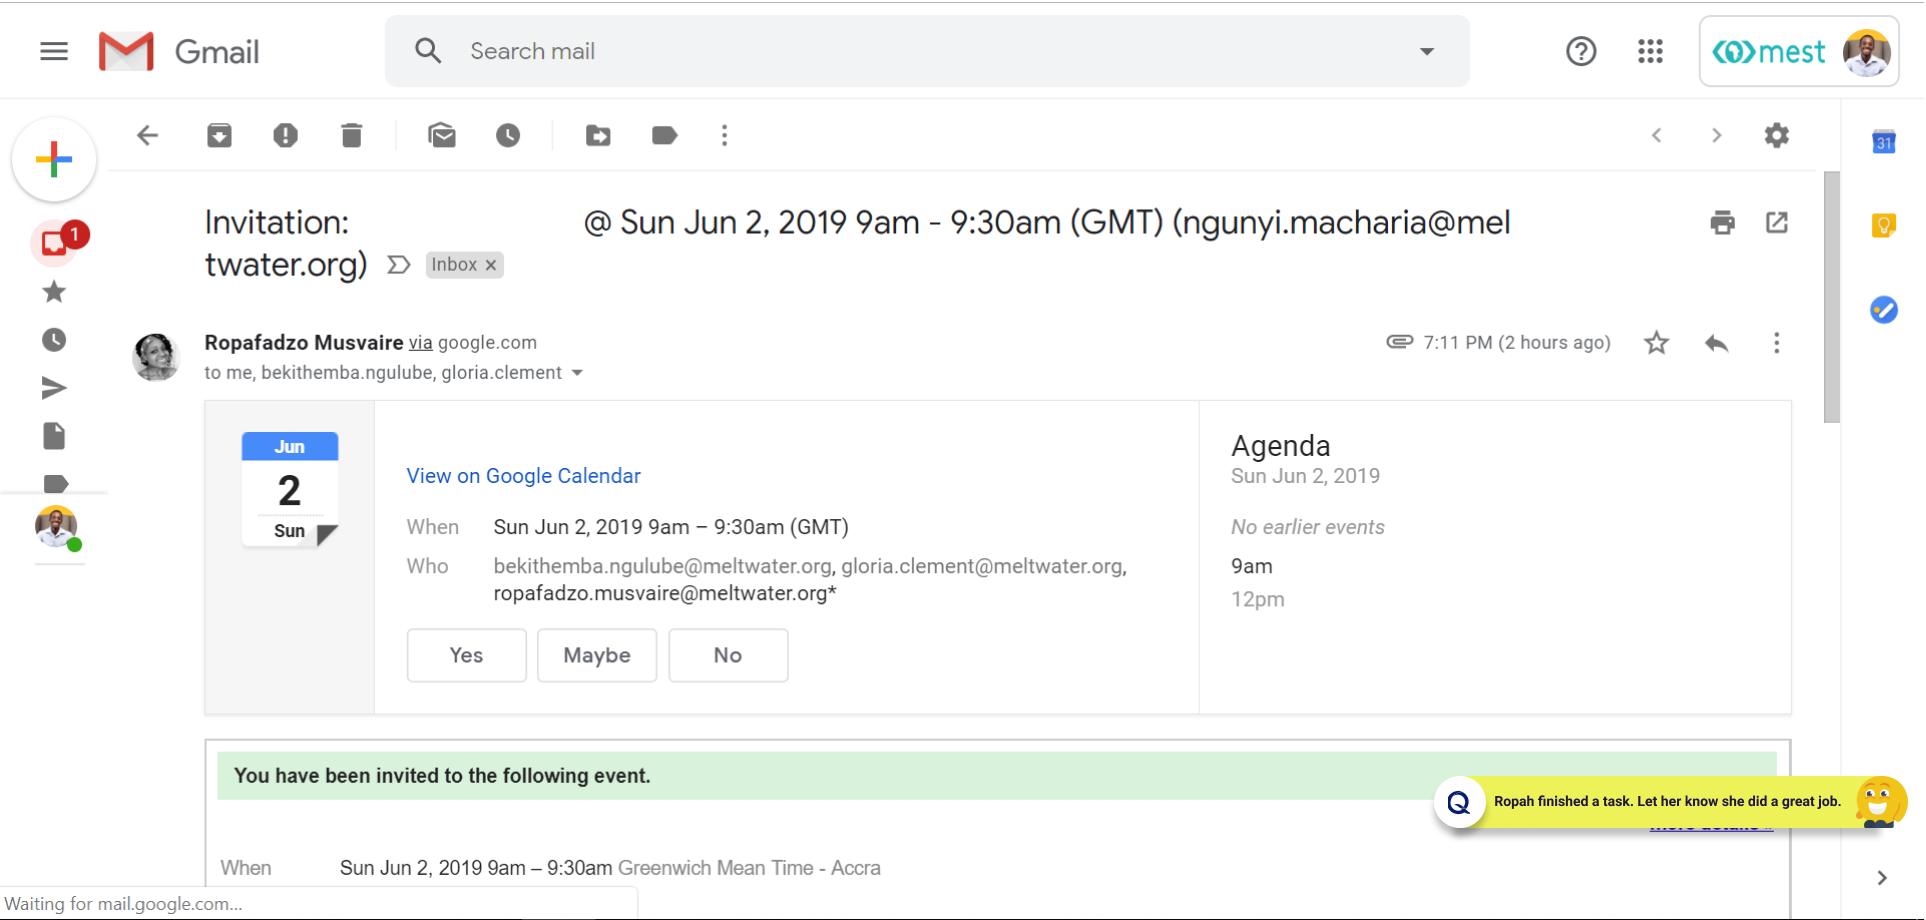 Gmail
Search mail
mest
31
1
Invitation: @ Sun Jun 2, 2019 9am - 9:30am (GMT) (ngunyi.macharia@mel
twater.org) Inbox ×
Ropafadzo Musvaire via google.com
7:11 PM (2 hours ago)
to me, bekithemba.ngulube, gloria.clement
Jun
2
Sun
View on Google Calendar
When Sun Jun 2, 2019 9am – 9:30am (GMT)
Who bekithemba.ngulube@meltwater.org, gloria.clement@meltwater.org,
ropafadzo.musvaire@meltwater.org*
Yes Maybe No
Agenda
Sun Jun 2, 2019
No earlier events
9am
12pm
You have been invited to the following event.
Q Ropah finished a task. Let her know she did a great job.
more details »
When Sun Jun 2, 2019 9am – 9:30am Greenwich Mean Time - Accra
Waiting for mail.google.com...